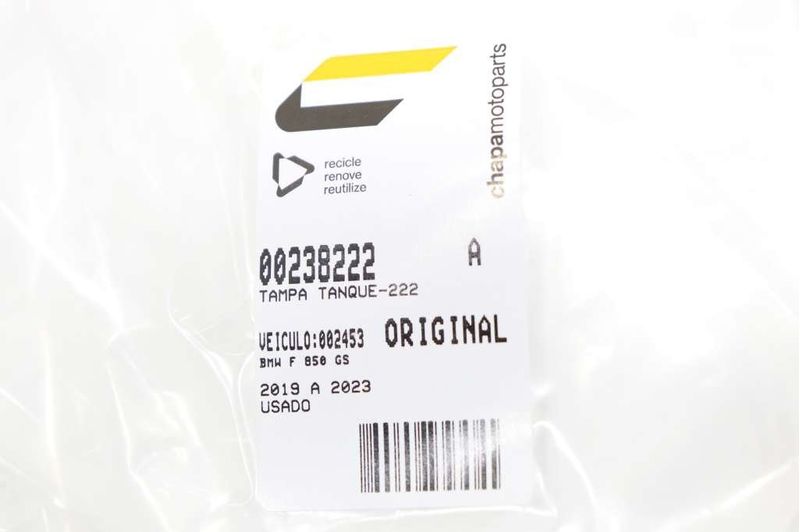 chapamotoparts
recicle
renove
reutilize
00238222 A
TAMPA TANQUE-222
VEICULO:002453 ORIGINAL
BMW F 850 GS
2019 A 2023
USADO